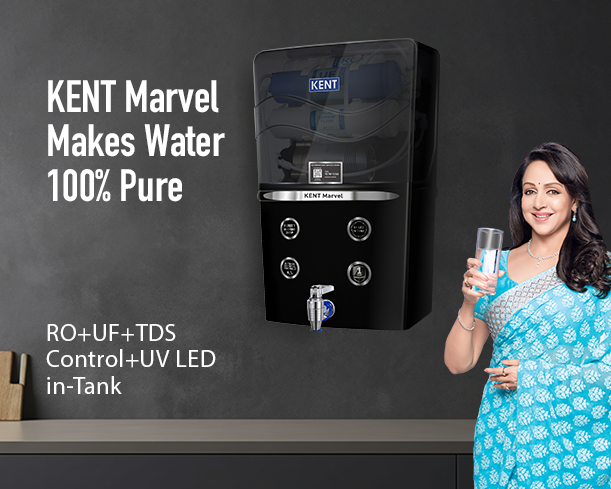 KENT Marvel
Makes Water
100% Pure
KENT
KENT Marvel
RO+UF+TDS
Control+UV LED
in-Tank